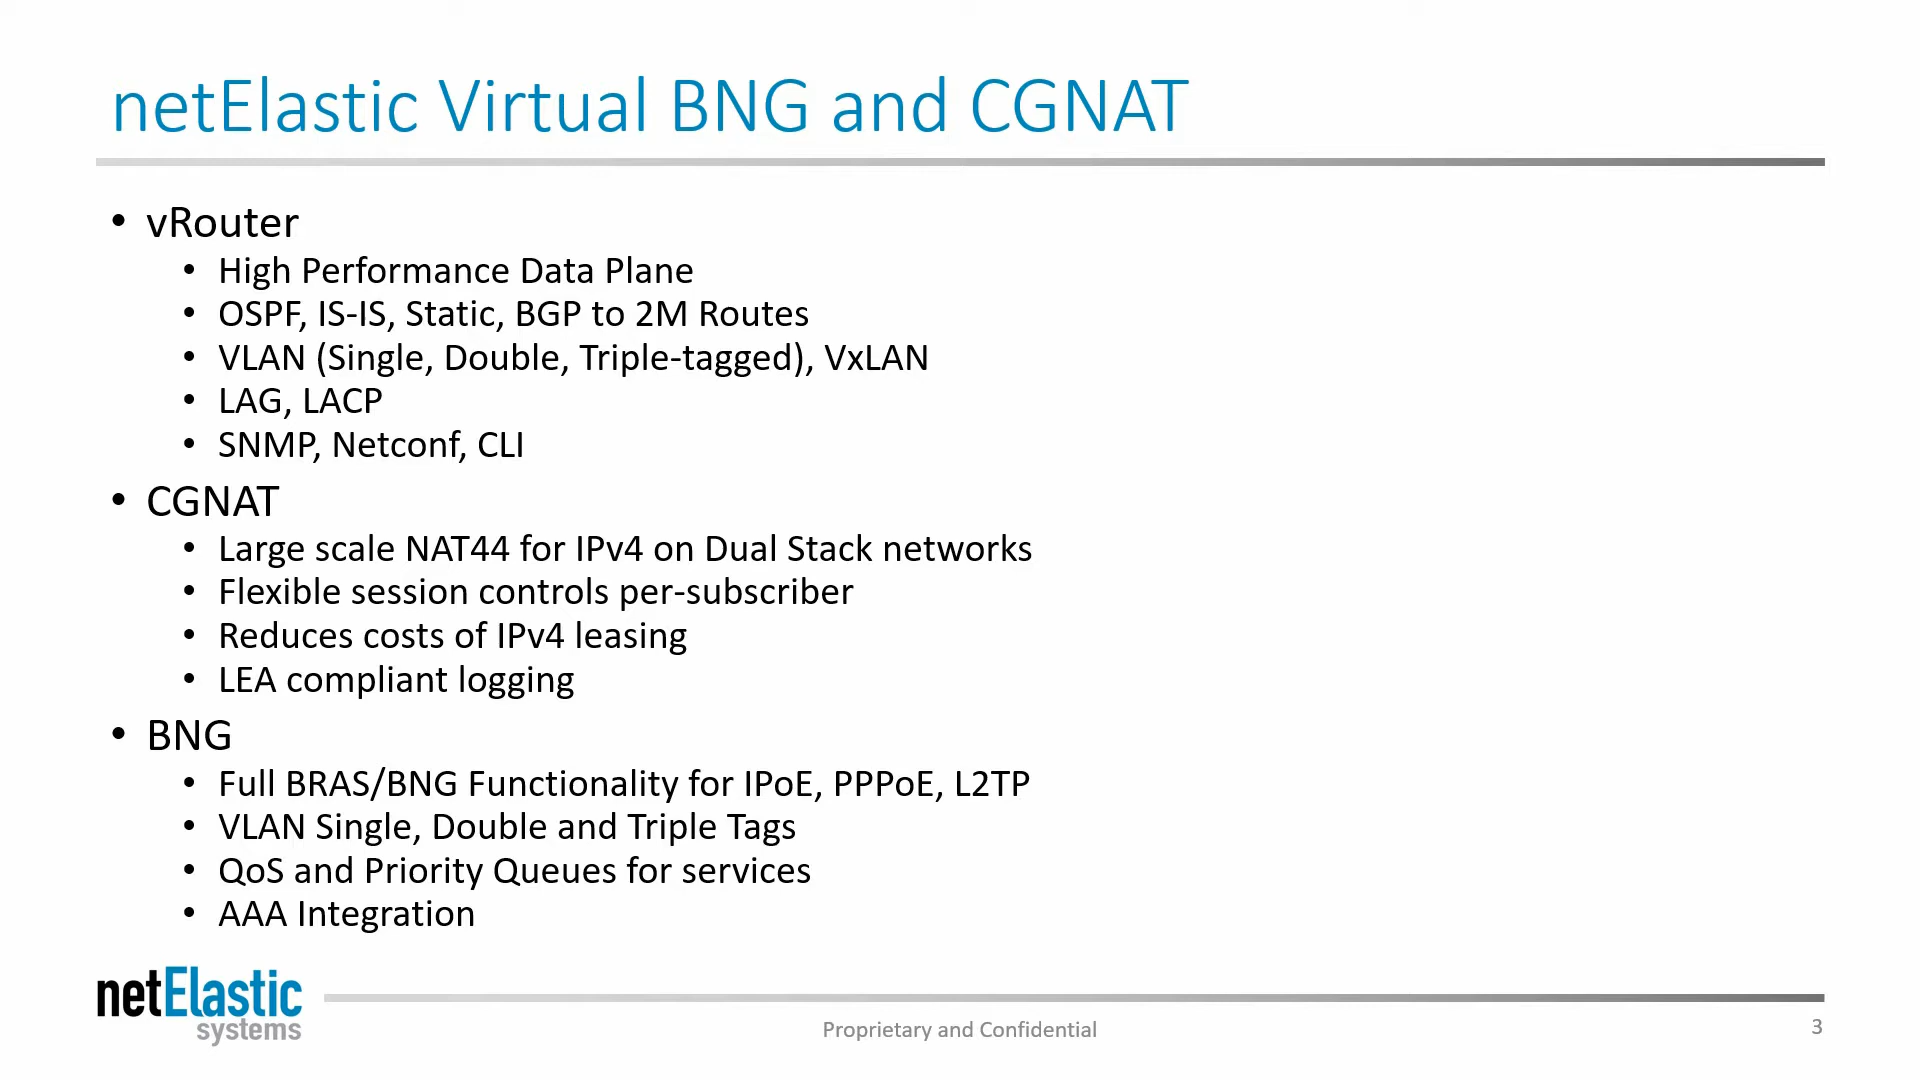 netElastic Virtual BNG and CGNAT
• vRouter
• High Performance Data Plane
• OSPF, IS-IS, Static, BGP to 2M Routes
• VLAN (Single, Double, Triple-tagged), VxLAN
• LAG, LACP
• SNMP, Netconf, CLI
• CGNAT
• Large scale NAT44 for IPv4 on Dual Stack networks
• Flexible session controls per-subscriber
• Reduces costs of IPv4 leasing
• LEA compliant logging
• BNG
• Full BRAS/BNG Functionality for IPoE, PPPoE, L2TP
• VLAN Single, Double and Triple Tags
• QoS and Priority Queues for services
• AAA Integration
netElastic
systems
Proprietary and Confidential
3